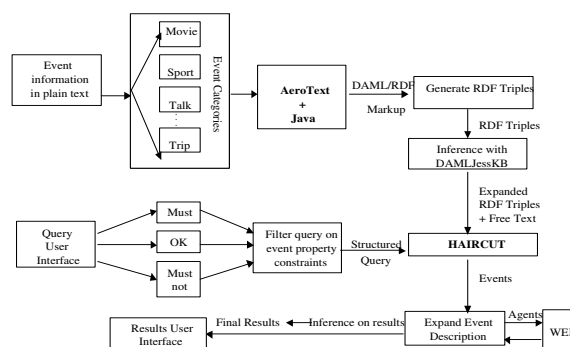 Movie
Event
information
in plain text
Sport
Talk
Trip
Event Categories
AeroText
+
Java
DAML/RDF
Markup
Generate RDF Triples
RDF Triples
Inference with
DAMLJessKB
Expanded
RDF Triples
+ Free Text
Query
User
Interface
Must
OK
Must
not
Filter query on
event property
constraints
Structured
Query
HAIRCUT
Events
Results User
Interface
Final Results
Inference on results
Expand Event
Description
Agents